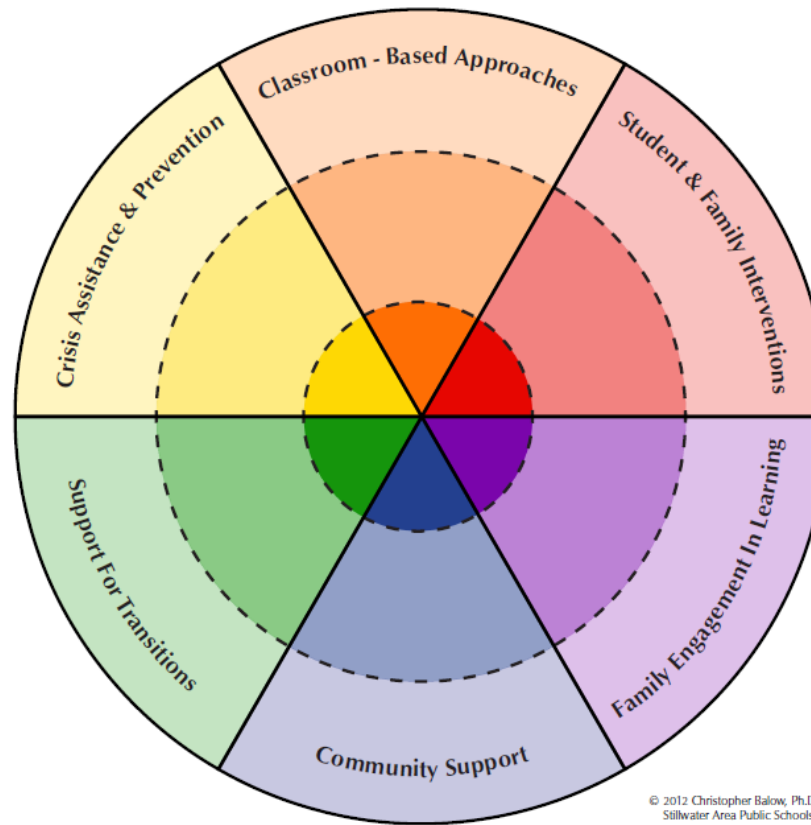 Classroom - Based Approaches
Student & Family Interventions
Family Engagement In Learning
Community Support
Support For Transitions
Crisis Assistance & Prevention
© 2012 Christopher Balow, Ph.D
Stillwater Area Public Schools